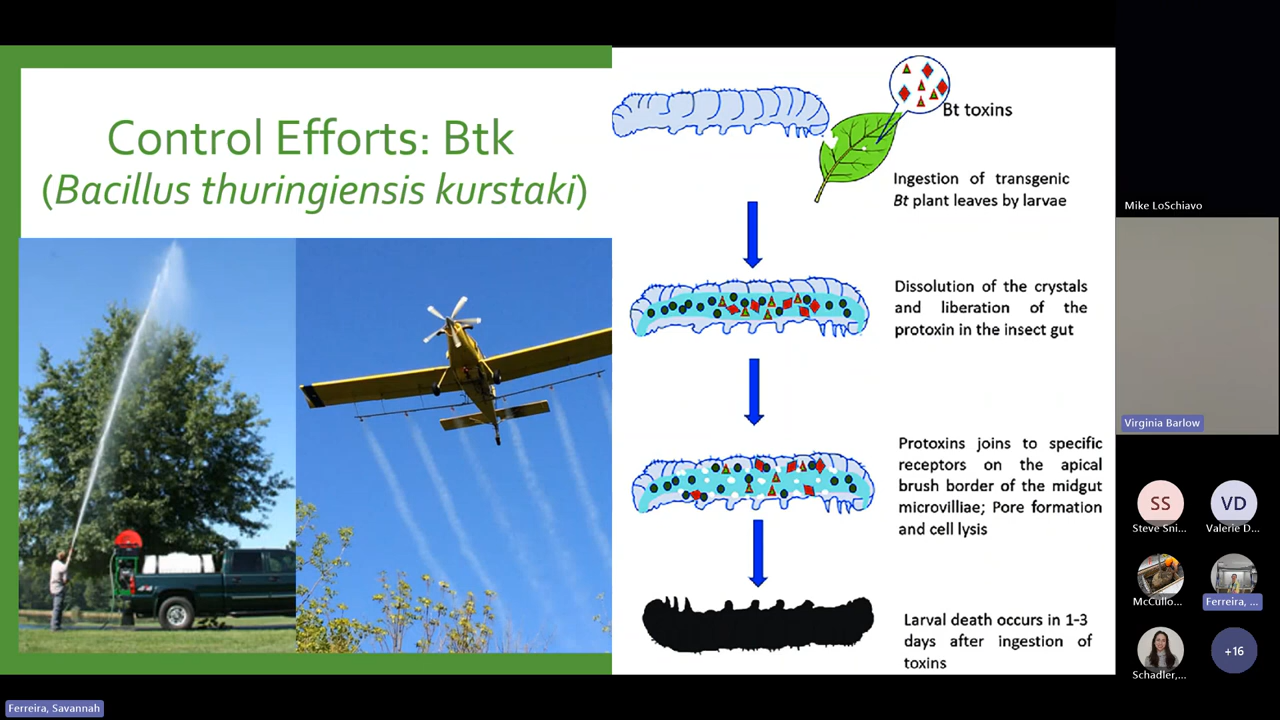 Control Efforts: Btk
(Bacillus thuringiensis kurstaki)
Bt toxins
Ingestion of transgenic
Bt plant leaves by larvae
Dissolution of the crystals
and liberation of the
protoxin in the insect gut
Protoxins joins to specific
receptors on the apical
brush border of the midgut
microvilliae; Pore formation
and cell lysis
Larval death occurs in 1-3
days after ingestion of
toxins
Mike LoSchiavo
Virginia Barlow
SS
VD
Steve Sni...
Valerie D...
McCullo...
Ferreira, ...
Schadler,...
+16
Ferreira, Savannah